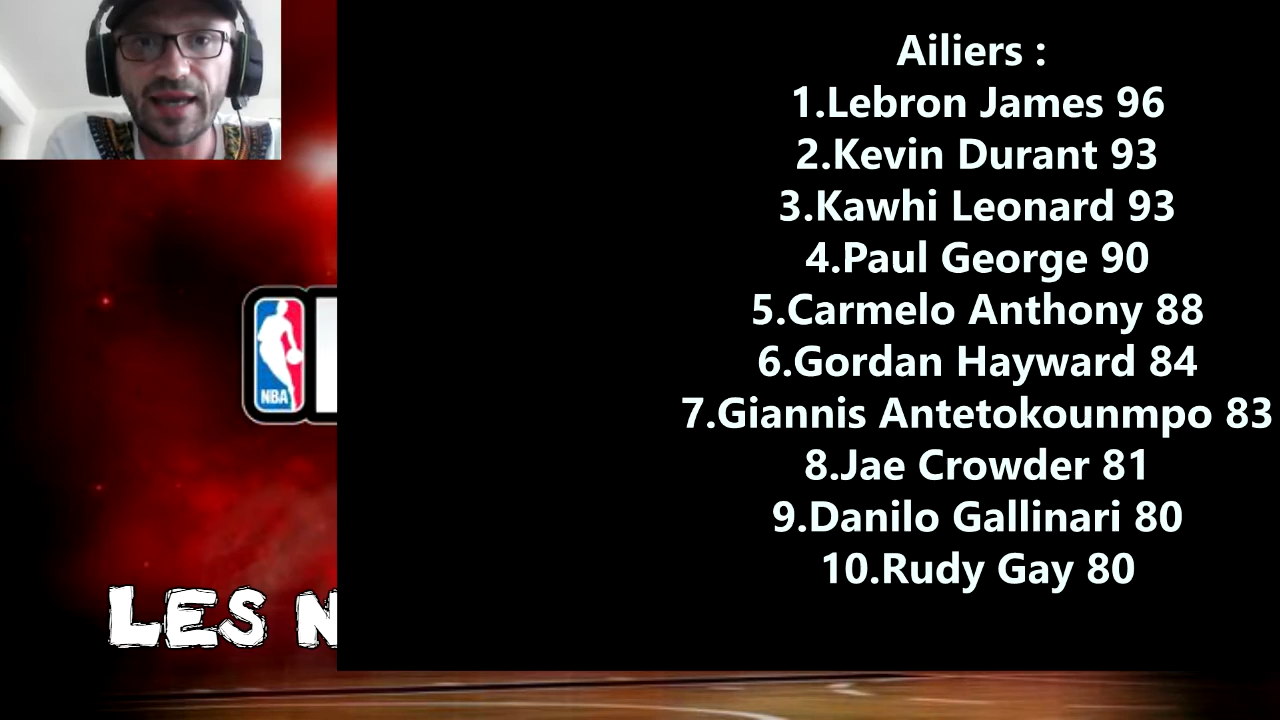 Ailiers :
1.Lebron James 96
2.Kevin Durant 93
3.Kawhi Leonard 93
4.Paul George 90
5.Carmelo Anthony 88
6.Gordan Hayward 84
7.Giannis Antetokounmpo 83
8.Jae Crowder 81
9.Danilo Gallinari 80
10.Rudy Gay 80
NBA
LES N